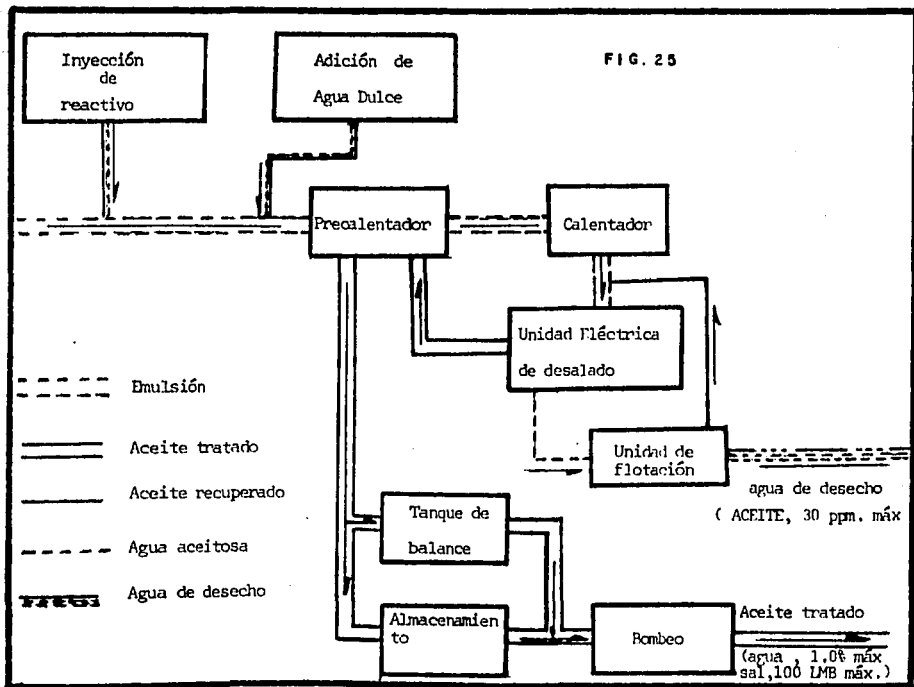 FIG. 25
Inyección
de
reactivo
Adición de
Agua Dulce
Precalentador
Calentador
Unidad Eléctrica
de desalado
Unidad de
flotación
agua de desecho
( ACEITE, 30 ppm. máx
Emulsión
Aceite tratado
Aceite recuperado
Agua aceitosa
Agua de desecho
Tanque de
balance
Almacenamien
to
Bombeo
Aceite tratado
(agua , 1.0% máx
sal,100 LMB máx.)